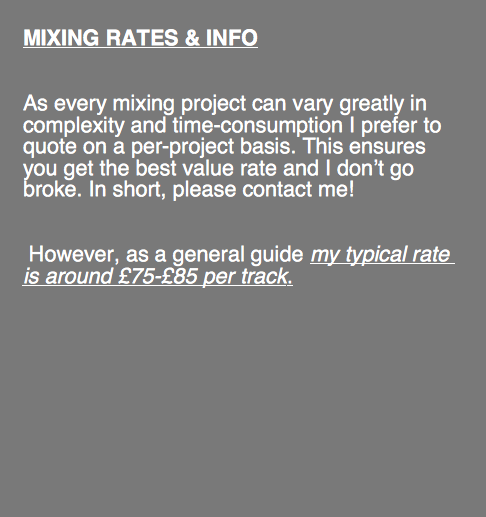 MIXING RATES & INFO
As every mixing project can vary greatly in
complexity and time-consumption I prefer to
quote on a per-project basis. This ensures
you get the best value rate and I don’t go
broke. In short, please contact me!
However, as a general guide my typical rate
is around £75-£85 per track.